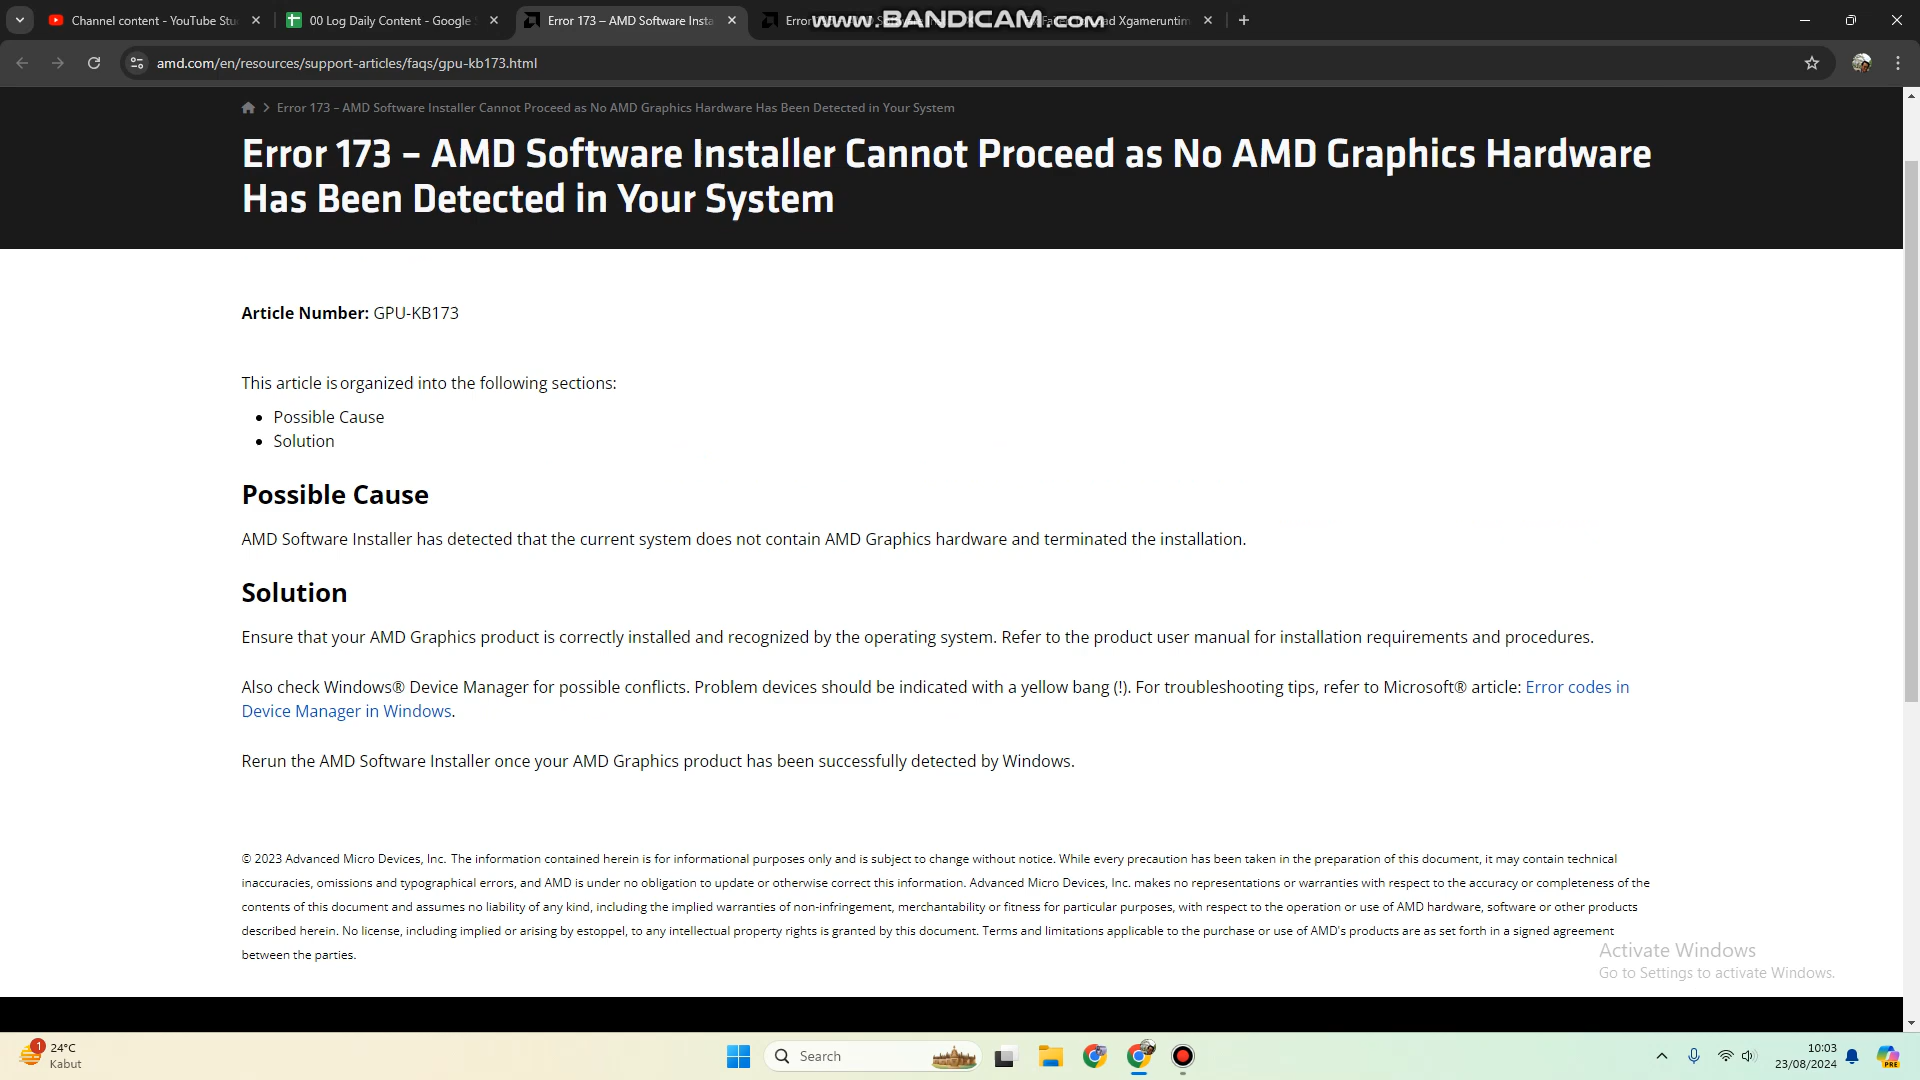 Channel content - YouTube Stu
00 Log Daily Content - Google S
Error 173 – AMD Software Insta
Error
www.BANDICAM.com
ad Xgameruntim
amd.com/en/resources/support-articles/faqs/gpu-kb173.html
Error 173 – AMD Software Installer Cannot Proceed as No AMD Graphics Hardware Has Been Detected in Your System
Error 173 – AMD Software Installer Cannot Proceed as No AMD Graphics Hardware
Has Been Detected in Your System
Article Number: GPU-KB173
This article is organized into the following sections:
• Possible Cause
• Solution
Possible Cause
AMD Software Installer has detected that the current system does not contain AMD Graphics hardware and terminated the installation.
Solution
Ensure that your AMD Graphics product is correctly installed and recognized by the operating system. Refer to the product user manual for installation requirements and procedures.
Also check Windows® Device Manager for possible conflicts. Problem devices should be indicated with a yellow bang (!). For troubleshooting tips, refer to Microsoft® article: Error codes in
Device Manager in Windows.
Rerun the AMD Software Installer once your AMD Graphics product has been successfully detected by Windows.
© 2023 Advanced Micro Devices, Inc. The information contained herein is for informational purposes only and is subject to change without notice. While every precaution has been taken in the preparation of this document, it may contain technical
inaccuracies, omissions and typographical errors, and AMD is under no obligation to update or otherwise correct this information. Advanced Micro Devices, Inc. makes no representations or warranties with respect to the accuracy or completeness of the
contents of this document and assumes no liability of any kind, including the implied warranties of non-infringement, merchantability or fitness for particular purposes, with respect to the operation or use of AMD hardware, software or other products
described herein. No license, including implied or arising by estoppel, to any intellectual property rights is granted by this document. Terms and limitations applicable to the purchase or use of AMD's products are as set forth in a signed agreement
between the parties.
Activate Windows
Go to Settings to activate Windows.
1
24°C
Kabut
Search
10:03
23/08/2024
PRE